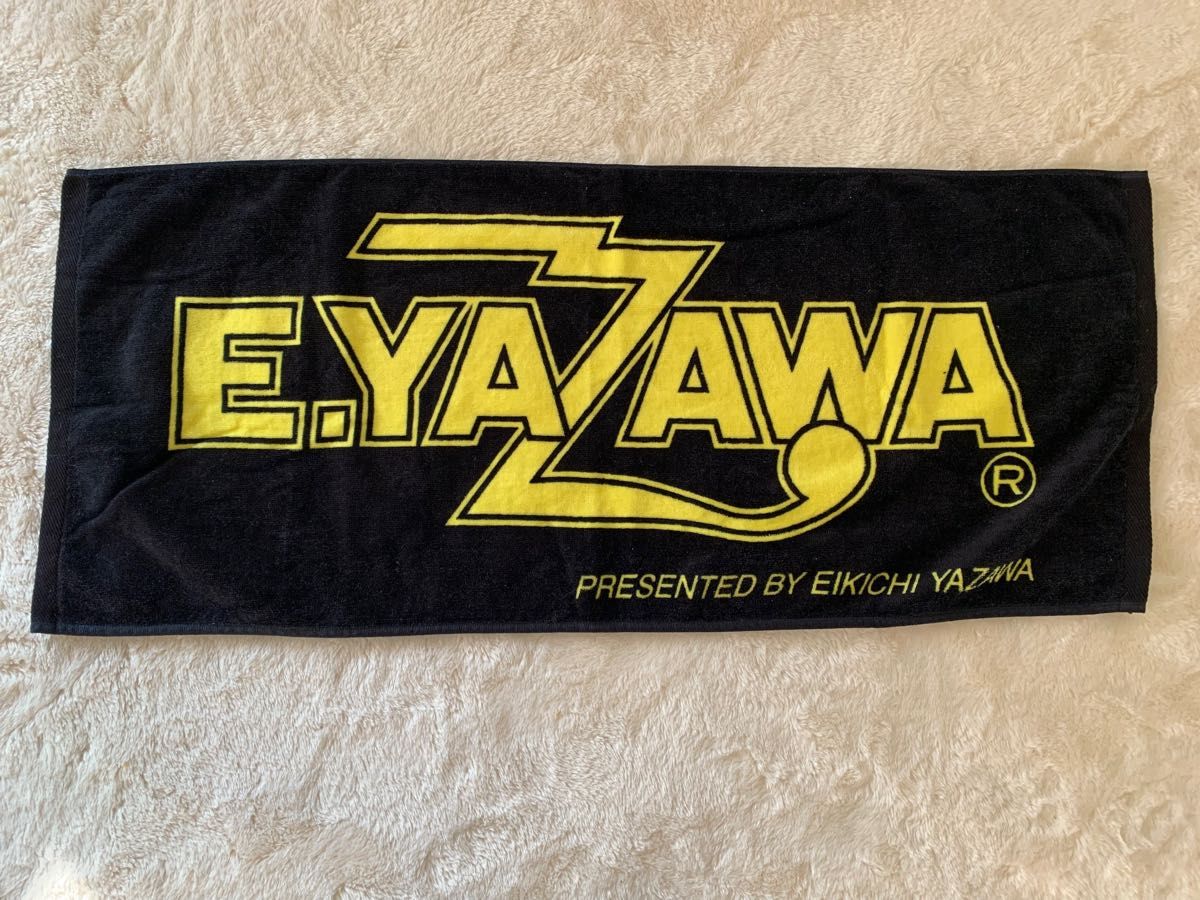 E.YAZAWA
®
PRESENTED BY EIKICHI YAZAWA